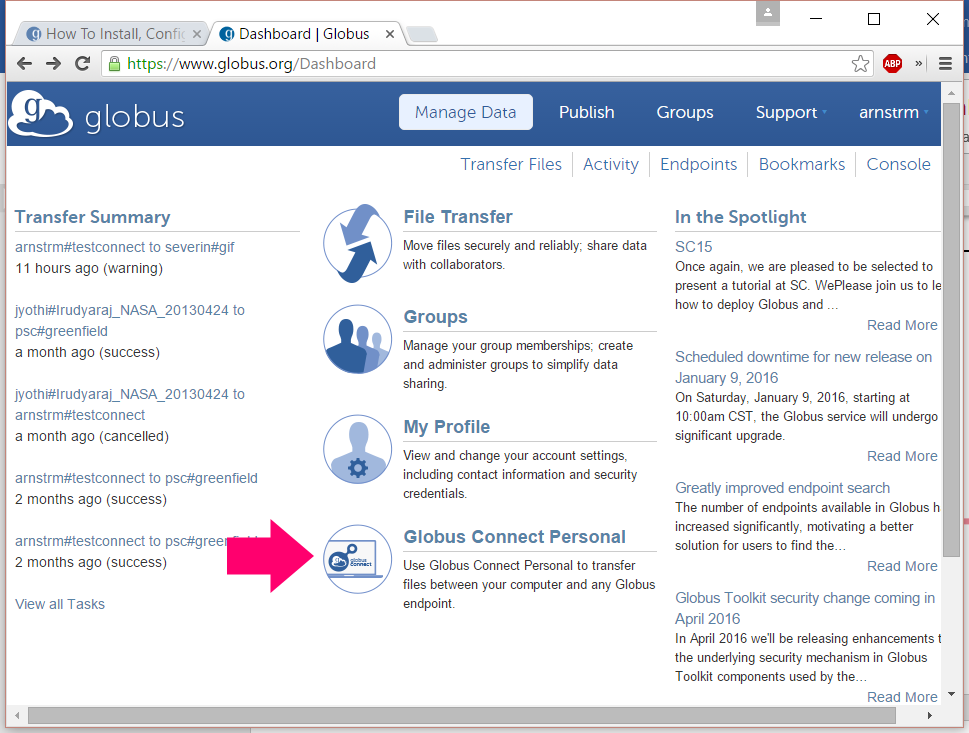 How To Install, Config
Dashboard | Globus
https://www.globus.org/Dashboard
ABP
globus
Manage Data
Publish
Groups
Support
arnstrm
Transfer Files
Activity
Endpoints
Bookmarks
Console
Transfer Summary
arnstrm#testconnect to severin#gif
11 hours ago (warning)
jyothi#Irudyaraj_NASA_20130424 to
psc#greenfield
a month ago (success)
jyothi#Irudyaraj_NASA_20130424 to
arnstrm#testconnect
a month ago (cancelled)
arnstrm#testconnect to psc#greenfield
2 months ago (success)
arnstrm#testconnect to psc#greenfield
2 months ago (success)
View all Tasks
File Transfer
Move files securely and reliably; share data
with collaborators.
Groups
Manage your group memberships; create
and administer groups to simplify data
sharing.
My Profile
View and change your account settings,
including contact information and security
credentials.
globus
connect
Globus Connect Personal
Use Globus Connect Personal to transfer
files between your computer and any Globus
endpoint.
In the Spotlight
SC15
Once again, we are pleased to be selected to
present a tutorial at SC. WePlease join us to le
how to deploy Globus and ...
Read More
Scheduled downtime for new release on
January 9, 2016
On Saturday, January 9, 2016, starting at
10:00am CST, the Globus service will undergo
significant upgrade.
Read More
Greatly improved endpoint search
The number of endpoints available in Globus h
increased significantly, motivating a better
solution for users to find the...
Read More
Globus Toolkit security change coming in
April 2016
In April 2016 we'll be releasing enhancements t
the underlying security mechanism in Globus
Toolkit components used by the...
Read More